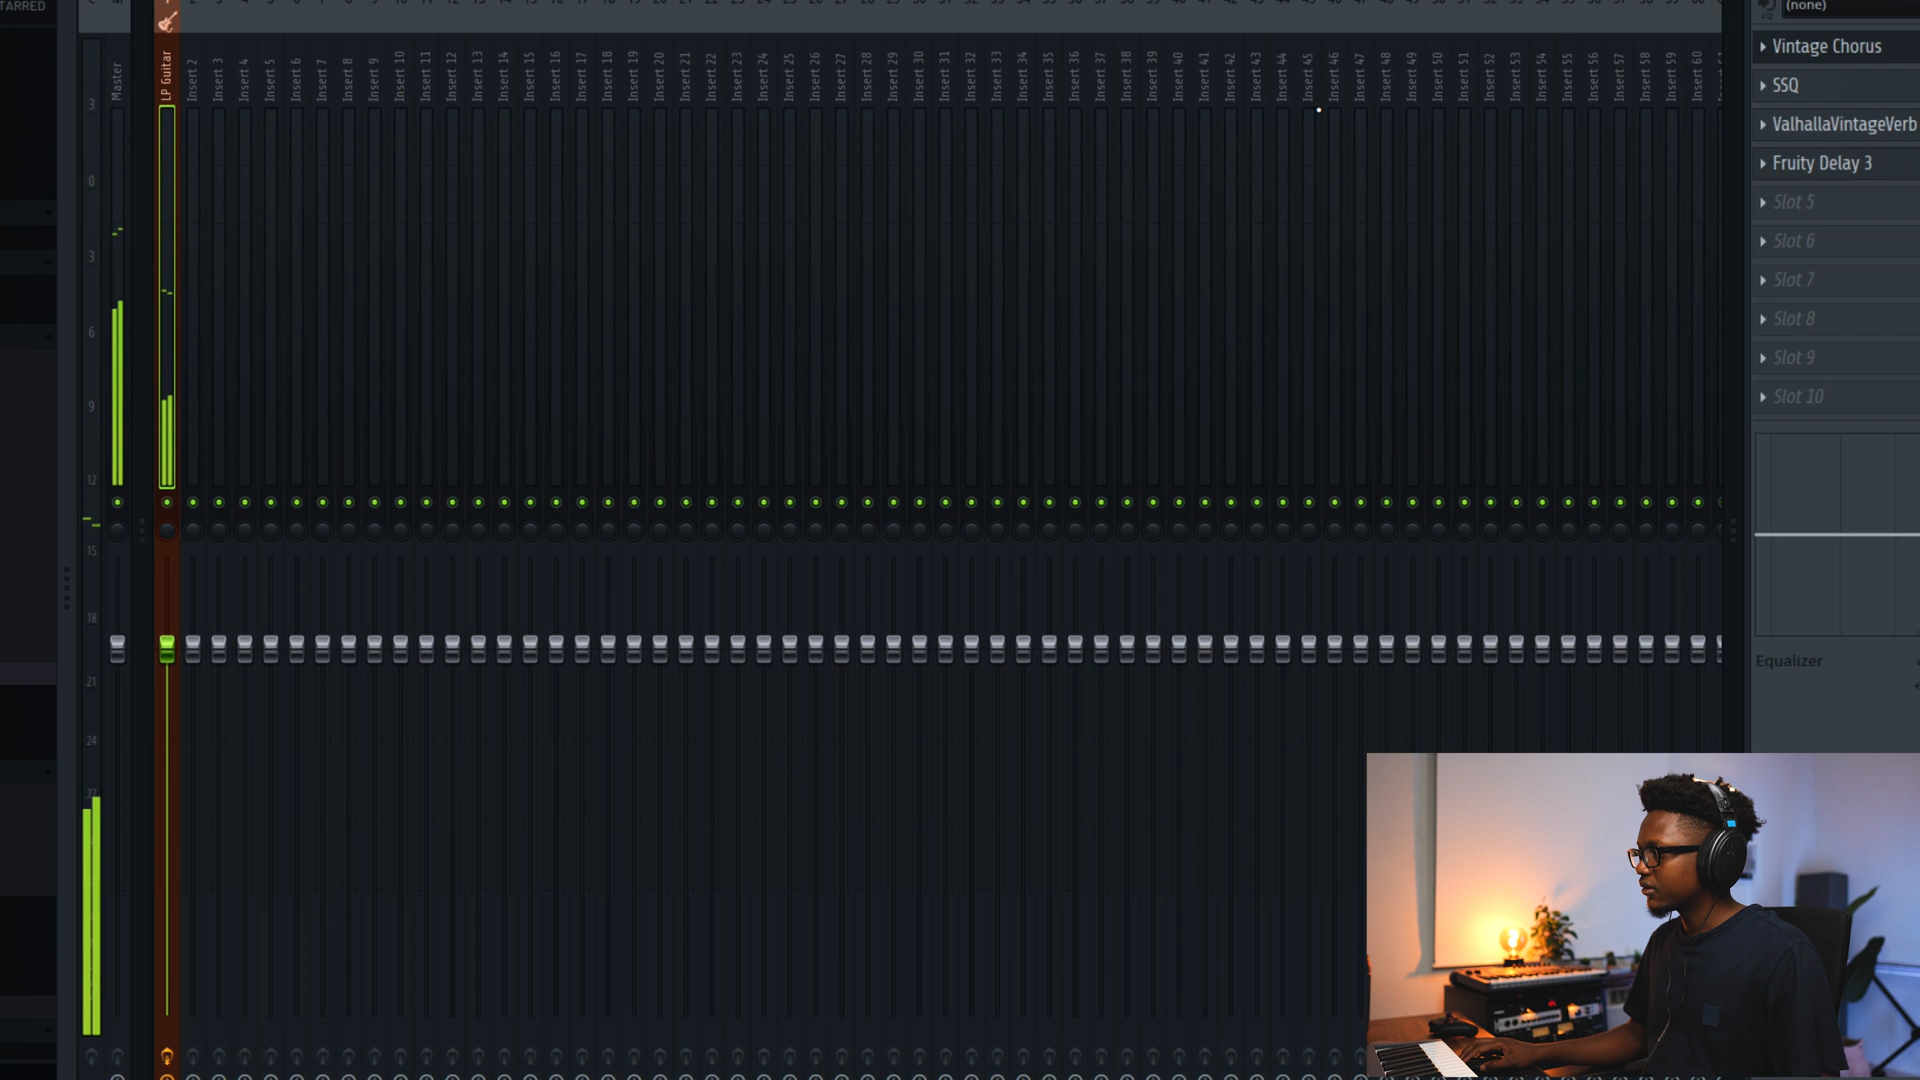 TARRED
(none)
Master
LP Guitar
Insert 2
Insert 3
Insert 4
Insert 5
Insert 6
Insert 7
Insert 8
Insert 9
Insert 10
Insert 11
Insert 12
Insert 13
Insert 14
Insert 15
Insert 16
Insert 17
Insert 18
Insert 19
Insert 20
Insert 21
Insert 22
Insert 23
Insert 24
Insert 25
Insert 26
Insert 27
Insert 28
Insert 29
Insert 30
Insert 31
Insert 32
Insert 33
Insert 34
Insert 35
Insert 36
Insert 37
Insert 38
Insert 39
Insert 40
Insert 41
Insert 42
Insert 43
Insert 44
Insert 45
Insert 46
Insert 47
Insert 48
Insert 49
Insert 50
Insert 51
Insert 52
Insert 53
Insert 54
Insert 55
Insert 56
Insert 57
Insert 58
Insert 59
Insert 60
3
0
3
6
9
12
15
18
21
24
27
Vintage Chorus
SSQ
ValhallaVintageVerb
Fruity Delay 3
Slot 5
Slot 6
Slot 7
Slot 8
Slot 9
Slot 10
Equalizer